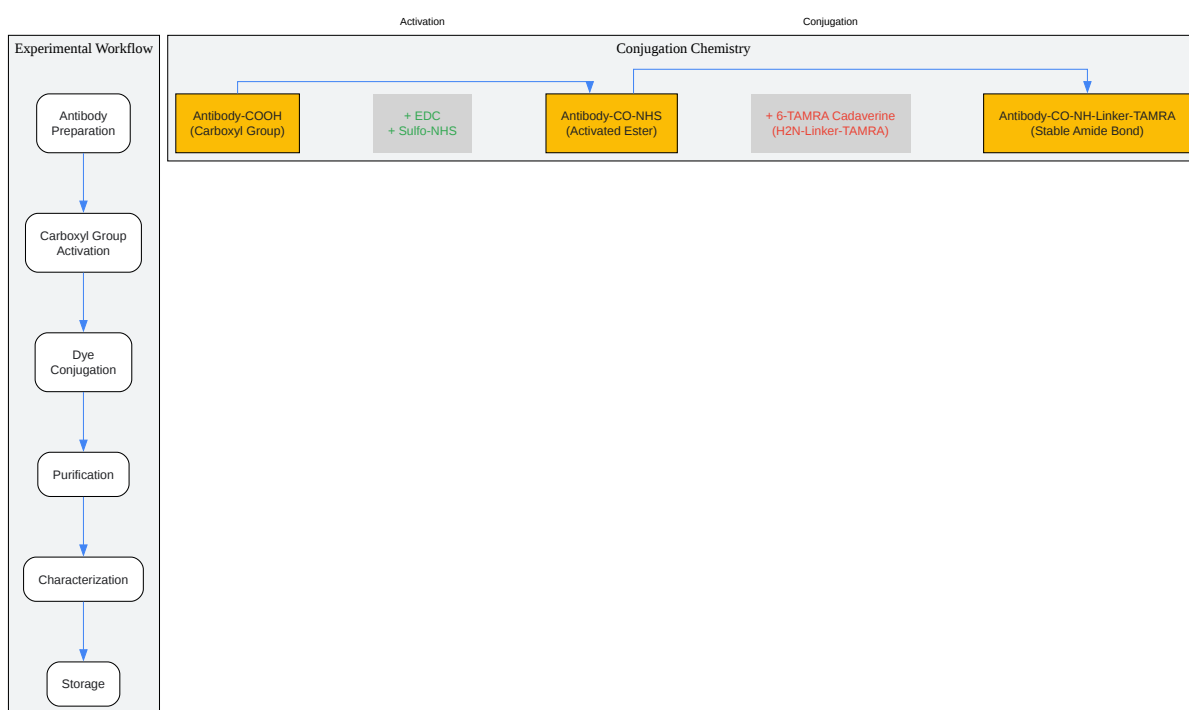 Activation
Conjugation
Experimental Workflow
Conjugation Chemistry
Antibody
Preparation
Carboxyl Group
Activation
Dye
Conjugation
Purification
Characterization
Storage
Antibody-COOH
(Carboxyl Group)
+ EDC
+ Sulfo-NHS
Antibody-CO-NHS
(Activated Ester)
+ 6-TAMRA Cadaverine
(H2N-Linker-TAMRA)
Antibody-CO-NH-Linker-TAMRA
(Stable Amide Bond)